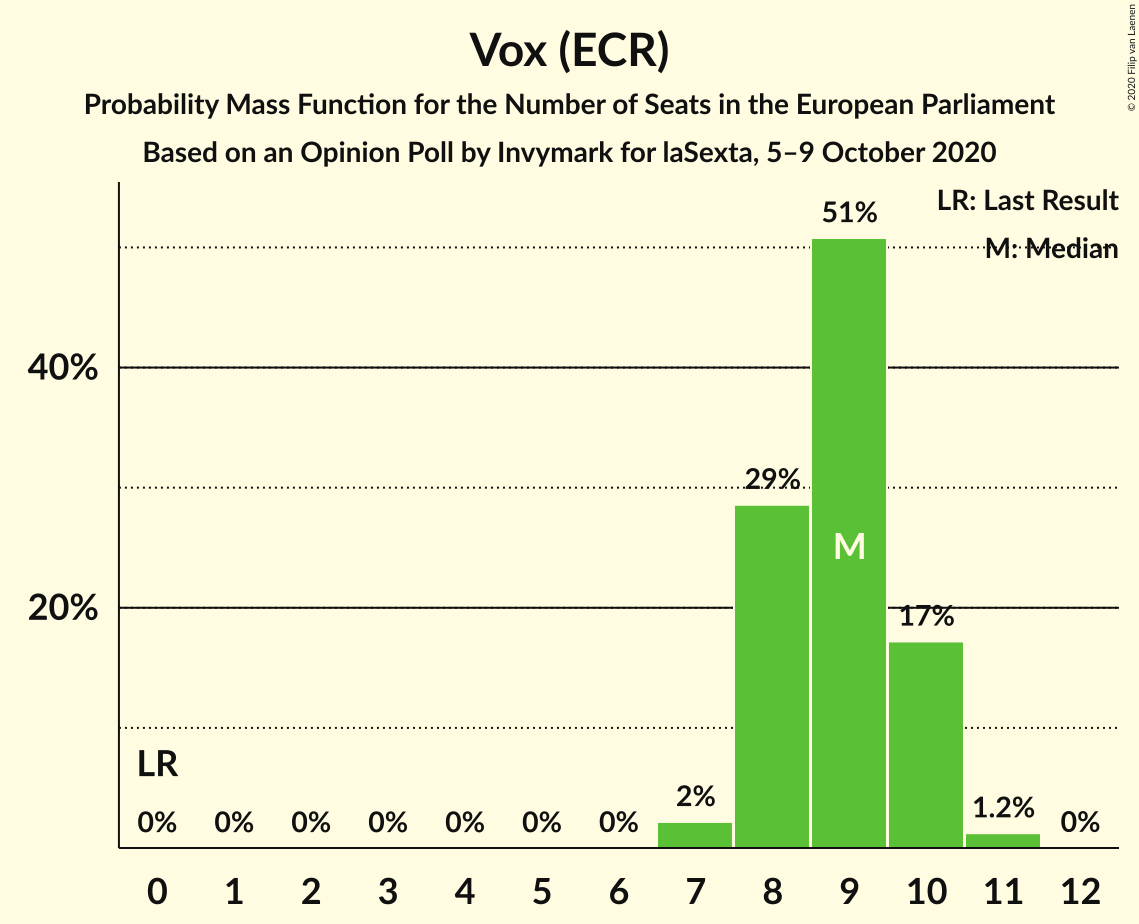 © 2020 Filip van Laenen
Vox (ECR)
Probability Mass Function for the Number of Seats in the European Parliament
Based on an Opinion Poll by Invymark for laSexta, 5–9 October 2020
LR: Last Result
M: Median
51%
40%
29%
M
20%
17%
LR
2%
1.2%
0% 0% 0% 0% 0% 0% 0% 0%
0 1 2 3 4 5 6 7 8 9 10 11 12